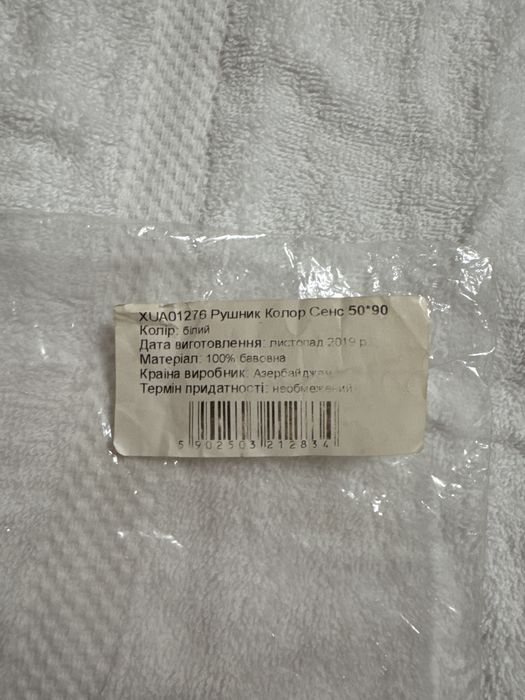 XUA01276 Рушник Колор Сенс 50*90
Колір: білий
Дата виготовлення: листопад 2019 р.
Матеріал: 100% бавовна
Країна виробник: Азербайджан
Термін придатності: необмежений
5 902503 212834